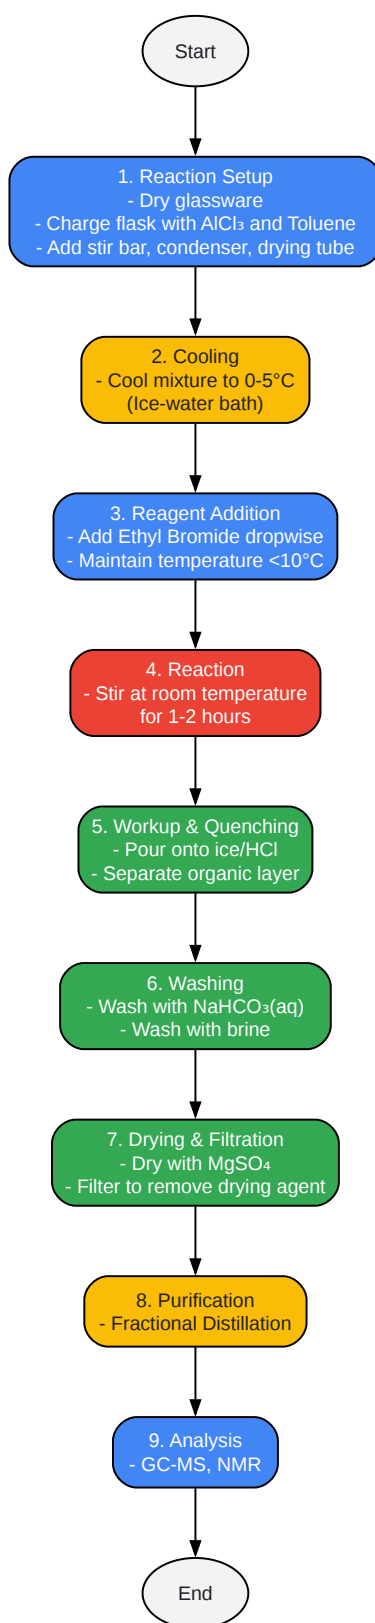 Start
1. Reaction Setup
- Dry glassware
- Charge flask with AlCl₃ and Toluene
- Add stir bar, condenser, drying tube
2. Cooling
- Cool mixture to 0-5°C
(Ice-water bath)
3. Reagent Addition
- Add Ethyl Bromide dropwise
- Maintain temperature <10°C
4. Reaction
- Stir at room temperature
for 1-2 hours
5. Workup & Quenching
- Pour onto ice/HCl
- Separate organic layer
6. Washing
- Wash with NaHCO₃(aq)
- Wash with brine
7. Drying & Filtration
- Dry with MgSO₄
- Filter to remove drying agent
8. Purification
- Fractional Distillation
9. Analysis
- GC-MS, NMR
End